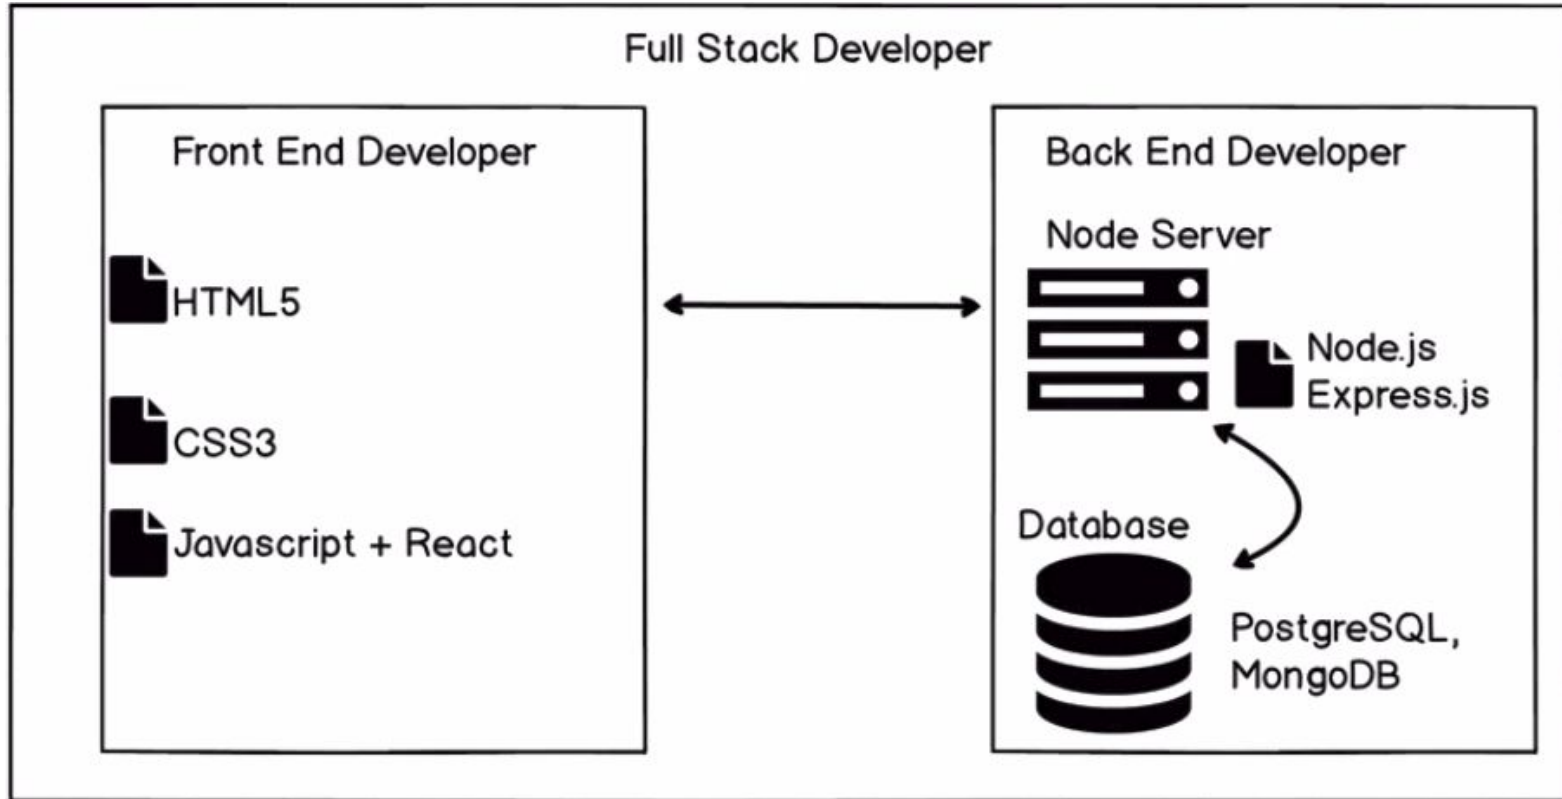 Full Stack Developer
Front End Developer
HTML5
CSS3
Javascript + React
Back End Developer
Node Server
Node.js
Express.js
Database
PostgreSQL,
MongoDB